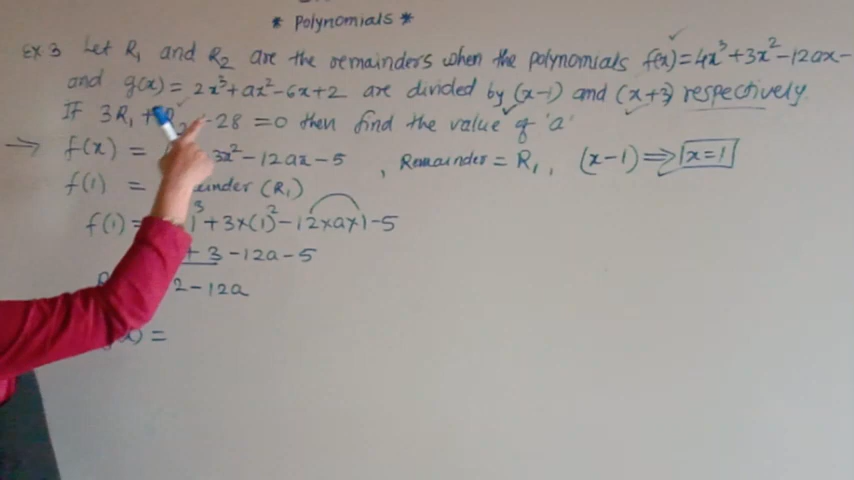 * Polynomials *
Ex 3 Let R₁ and R₂ are the remainders when the polynomials f(x) = 4x³ + 3x² - 12ax -
and g(x) = 2x³ + ax² - 6x + 2 are divided by (x-1) and (x+3) respectively.
If 3R₁ + - 28 = 0 then find the value of 'a'
→ f(x) = 3x² - 12ax - 5 , Remainder = R₁, (x-1) ⇒ x=1
f(1) = (R₁)
f(1) = 1³ + 3×(1)² - 12×a×1 - 5
+ 3 - 12a - 5
2 - 12a
(x) =